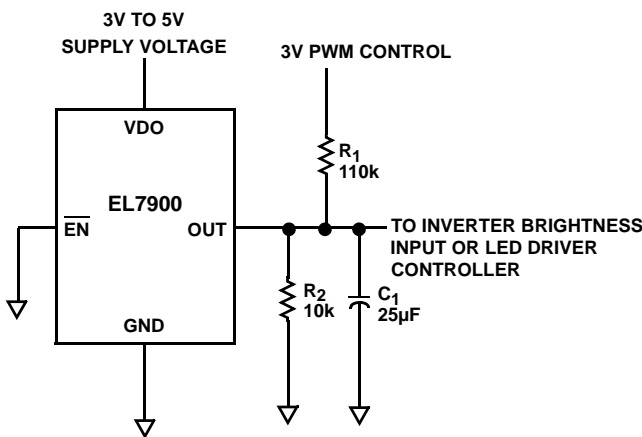 3V TO 5V
SUPPLY VOLTAGE
3V PWM CONTROL
VDO
R1
110k
EL7900
EN
OUT
TO INVERTER BRIGHTNESS
INPUT OR LED DRIVER
CONTROLLER
R2
10k
C1
25µF
GND